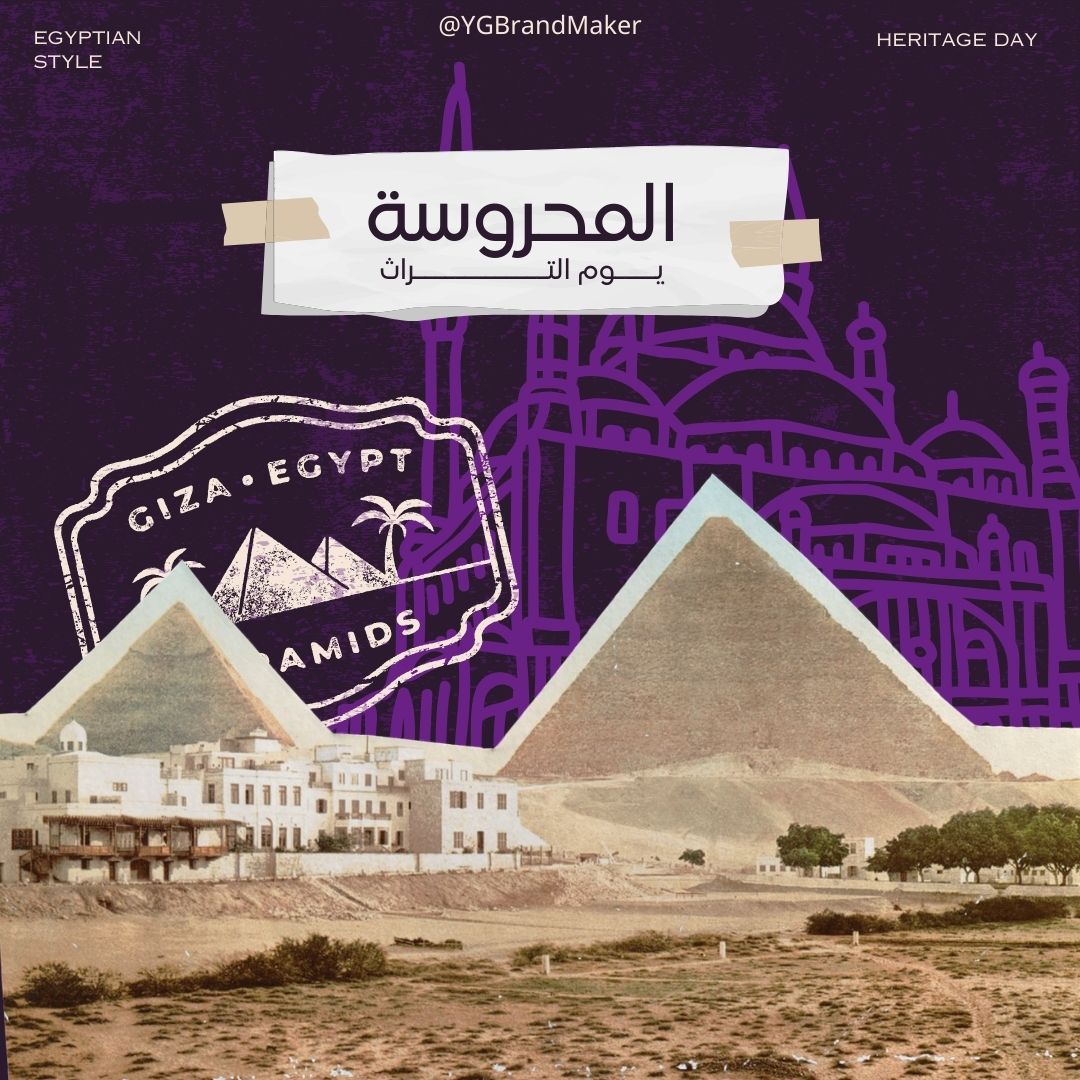 EGYPTIAN
STYLE
@YGBrandMaker
HERITAGE DAY
المحروسة
يوم التراث
GIZA • EGYPT